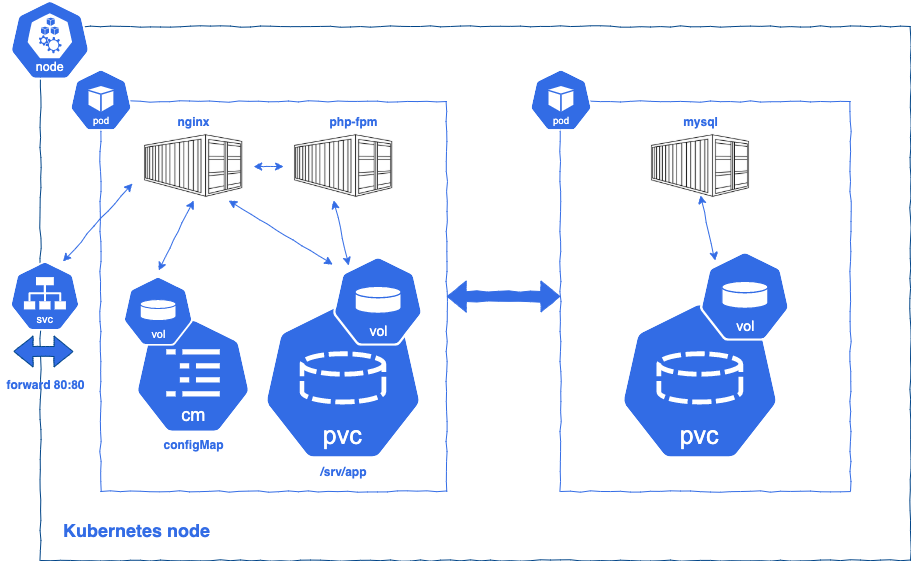 node
pod
pod
nginx
php-fpm
mysql
svc
vol
vol
vol
forward 80:80
cm
pvc
pvc
configMap
/srv/app
Kubernetes node